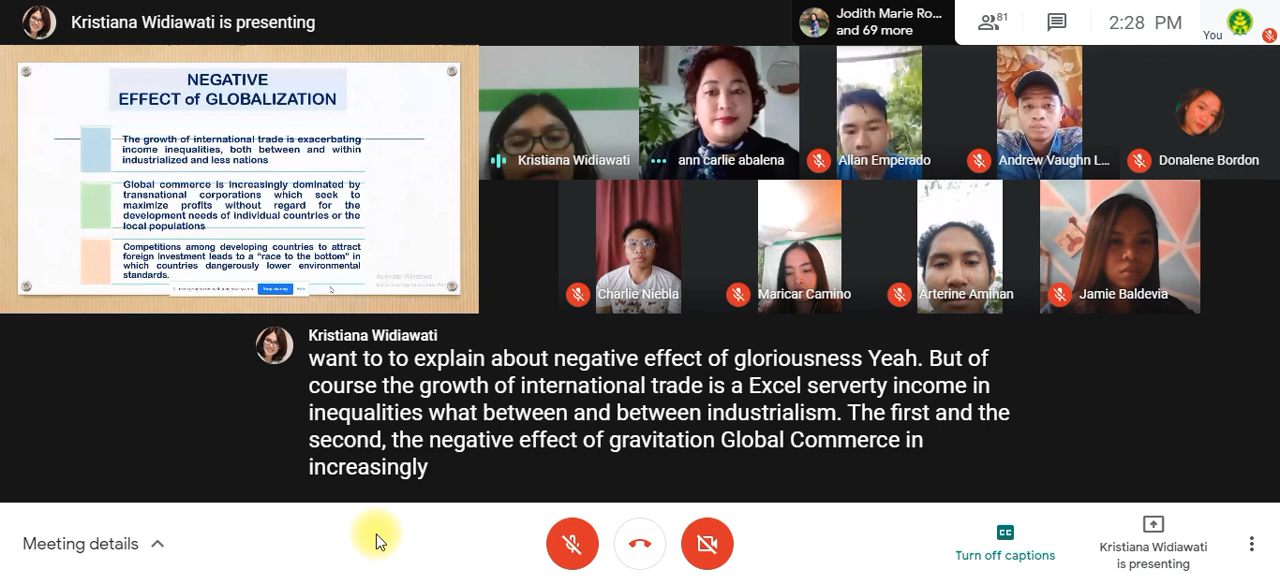 Kristiana Widiawati is presenting
Jodith Marie Ro...
and 69 more
81
2:28 PM
You
NEGATIVE
EFFECT of GLOBALIZATION
The growth of international trade is exacerbating
income inequalities, both between and within
industrialized and less nations
Global commerce is increasingly dominated by
transnational corporations which seek to
maximize profits without regard for the
development needs of individual countries or the
local populations
Competitions among developing countries to attract
foreign investment leads to a "race to the bottom" in
which countries dangerously lower environmental
standards.
Activate Windows
Stop sharing
Hide
Kristiana Widiawati
ann carlie abalena
Allan Emperado
Andrew Vaughn L...
Donalene Bordon
Charlie Niebla
Maricar Camino
Arterine Amihan
Jamie Baldevia
Kristiana Widiawati
want to to explain about negative effect of gloriousness Yeah. But of
course the growth of international trade is a Excel serverty income in
inequalities what between and between industrialism. The first and the
second, the negative effect of gravitation Global Commerce in
increasingly
Meeting details
CC
Turn off captions
Kristiana Widiawati
is presenting